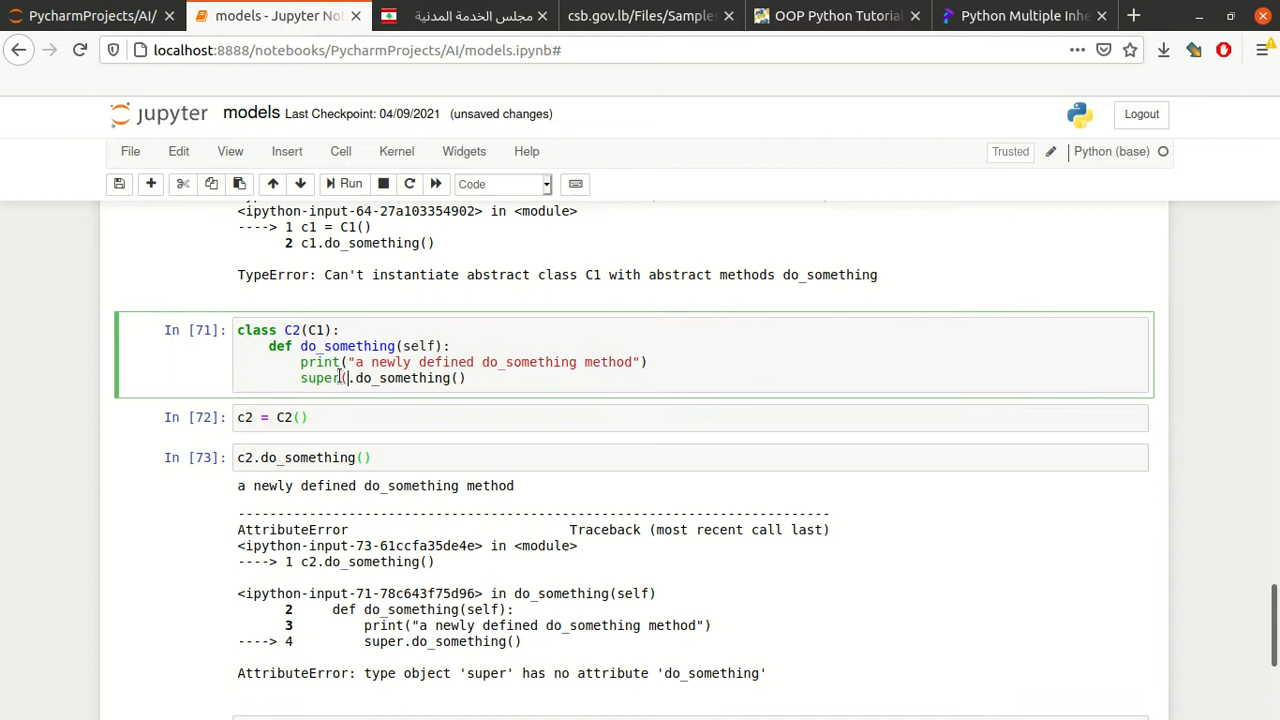 PycharmProjects/AI/
models - Jupyter No
مجلس الخدمة المدنية
csb.gov.lb/Files/Samples
OOP Python Tutorial
Python Multiple Inhe
localhost:8888/notebooks/PycharmProjects/AI/models.ipynb#
jupyter
models Last Checkpoint: 04/09/2021 (unsaved changes)
Logout
File Edit View Insert Cell Kernel Widgets Help
Trusted
Python (base)
Run
Code
<ipython-input-64-27a103354902> in <module>
----> 1 c1 = C1()
2 c1.do_something()
TypeError: Can't instantiate abstract class C1 with abstract methods do_something
In [71]:
class C2(C1):
def do_something(self):
print("a newly defined do_something method")
super(.do_something()
In [72]:
c2 = C2()
In [73]:
c2.do_something()
a newly defined do_something method
---------------------------------------------------------------------------
AttributeError Traceback (most recent call last)
<ipython-input-73-61ccfa35de4e> in <module>
----> 1 c2.do_something()
<ipython-input-71-78c643f75d96> in do_something(self)
2 def do_something(self):
3 print("a newly defined do_something method")
----> 4 super.do_something()
AttributeError: type object 'super' has no attribute 'do_something'